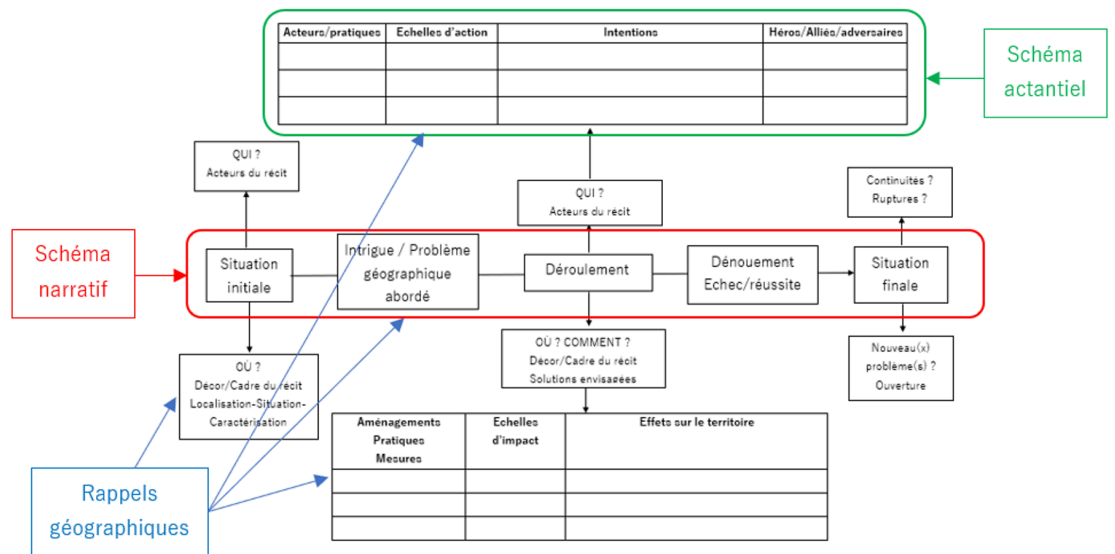 Acteurs/pratiques Echelles d'action Intentions Héros/Alliés/adversaires
Schéma
actantiel
QUI ?
Acteurs du récit
QUI ?
Acteurs du récit
Continuités ?
Ruptures ?
Schéma
narratif
Situation
initiale
Intrigue / Problème
géographique
abordé
Déroulement
Dénouement
Echec/réussite
Situation
finale
OÙ ?
Décor/Cadre du récit
Localisation-Situation-
Caractérisation
OÙ ? COMMENT ?
Décor/Cadre du récit
Solutions envisagées
Nouveau(x)
problème(s) ?
Ouverture
Aménagements
Pratiques
Mesures
Echelles
d'impact
Effets sur le territoire
Rappels
géographiques